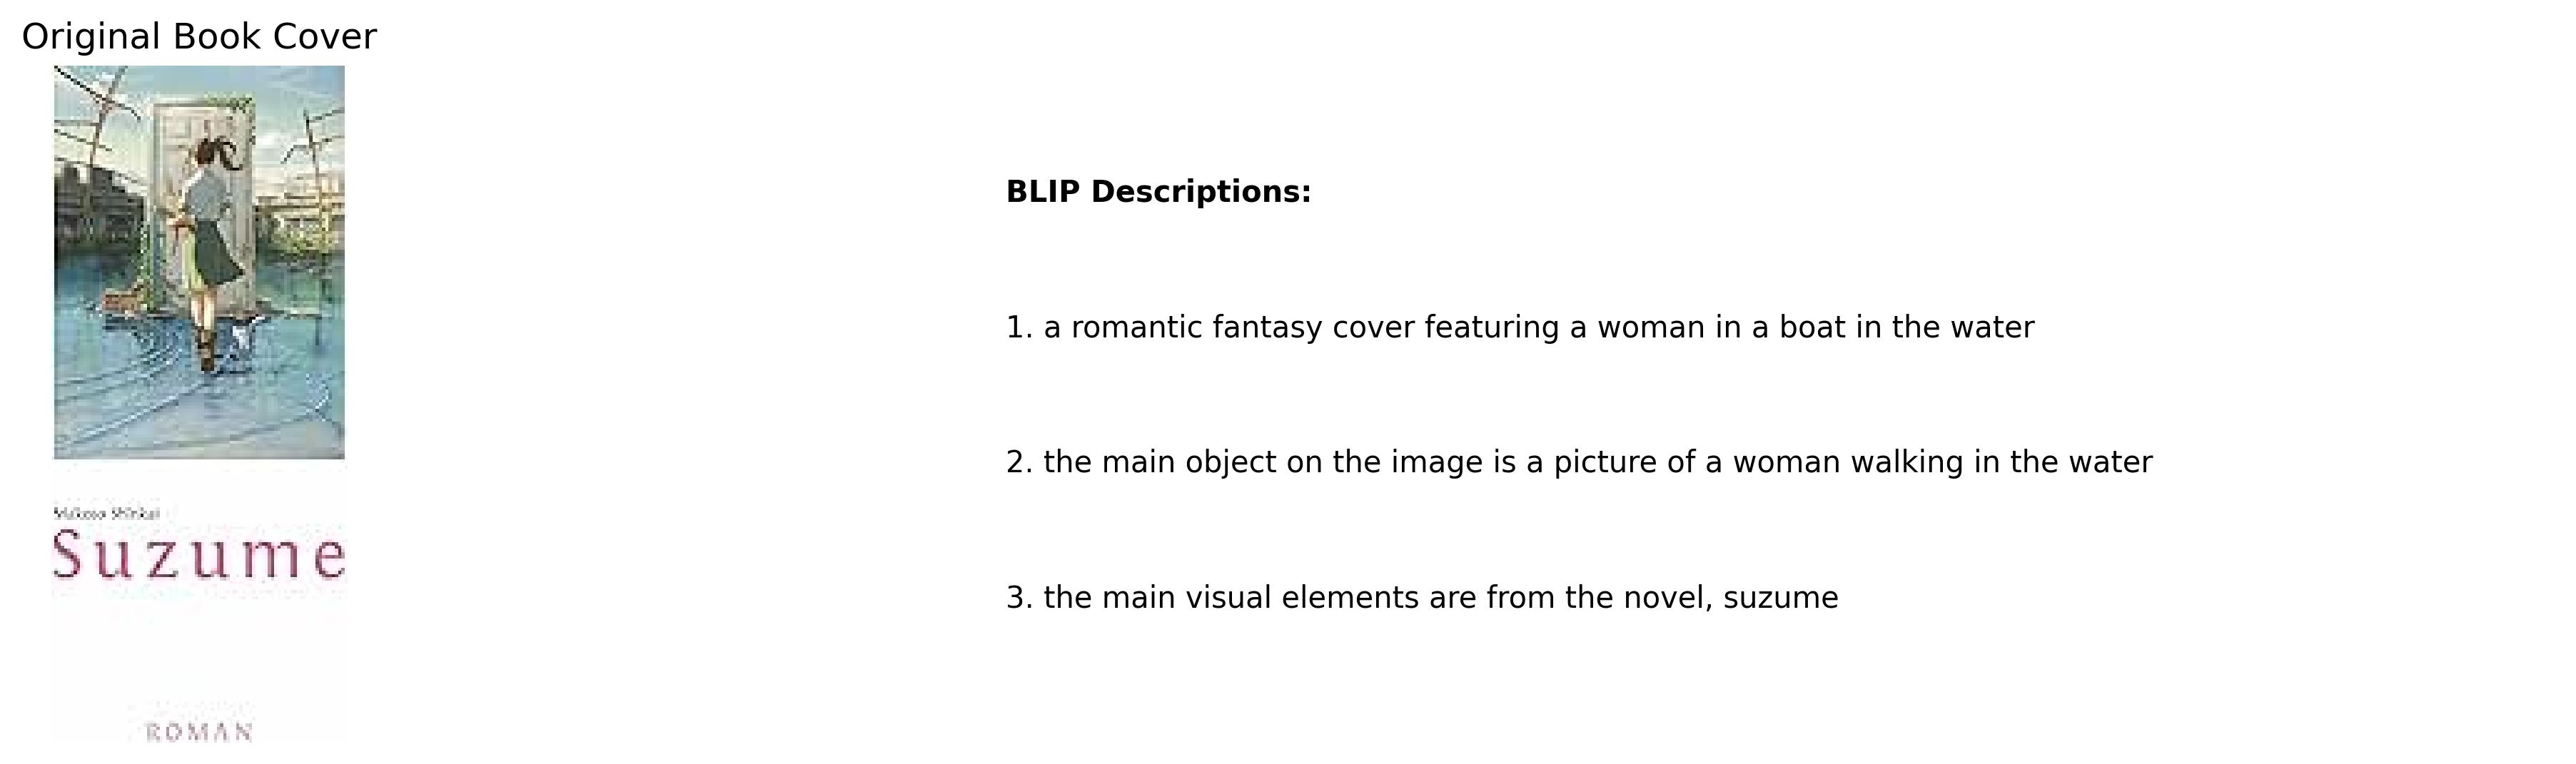 Original Book Cover
Makoto Shinkai
Suzume
ROMAN
BLIP Descriptions:
1. a romantic fantasy cover featuring a woman in a boat in the water
2. the main object on the image is a picture of a woman walking in the water
3. the main visual elements are from the novel, suzume